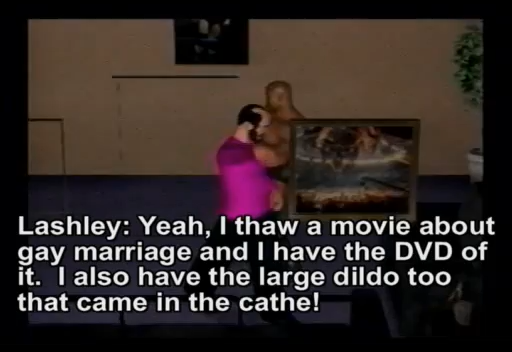 Lashley: Yeah, I thaw a movie about
gay marriage and I have the DVD of
it.  I also have the large dildo too
that came in the cathe!